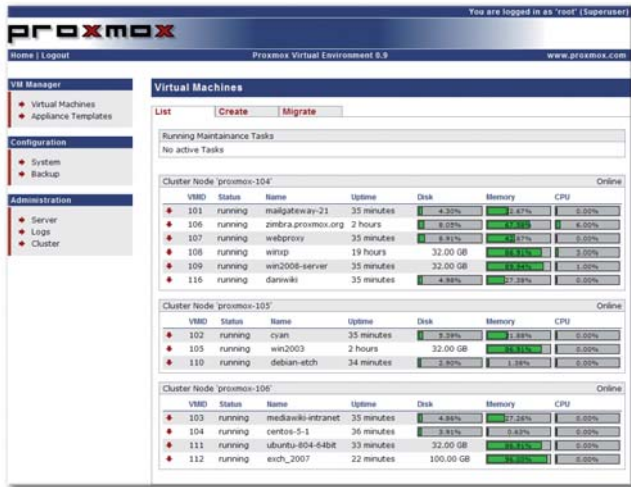 You are logged in as 'root' (Superuser)
proxmox
Home | Logout Proxmox Virtual Environment 0.9 www.proxmox.com
VM Manager
Virtual Machines
Appliance Templates
Configuration
System
Backup
Administration
Server
Logs
Cluster
Virtual Machines
List Create Migrate
Running Maintainance Tasks
No active Tasks
Cluster Node 'proxmox-104' Online
VMID Status Name Uptime Disk Memory CPU
101 running mailgateway-21 35 minutes 4.30% 0.00%
106 running zimbra.proxmox.org 2 hours 8.05% 6.00%
107 running webproxy 35 minutes 6.91% 0.00%
108 running winxp 19 hours 32.00 GB 3.00%
109 running win2008-server 35 minutes 32.00 GB 1.00%
116 running daniwiki 35 minutes 4.98% 27.29% 0.00%
Cluster Node 'proxmox-105' Online
VMID Status Name Uptime Disk Memory CPU
102 running cyan 35 minutes 5.39% 0.00%
105 running win2003 2 hours 32.00 GB 0.00%
110 running debian-etch 34 minutes 2.90% 0.00%
Cluster Node 'proxmox-106' Online
VMID Status Name Uptime Disk Memory CPU
103 running mediawiki-intranet 35 minutes 4.86% 27.26% 0.00%
104 running centos-5-1 36 minutes 3.91% 0.63% 0.00%
111 running ubuntu-804-64bit 33 minutes 32.00 GB 0.00%
112 running exch_2007 22 minutes 100.00 GB 0.00%